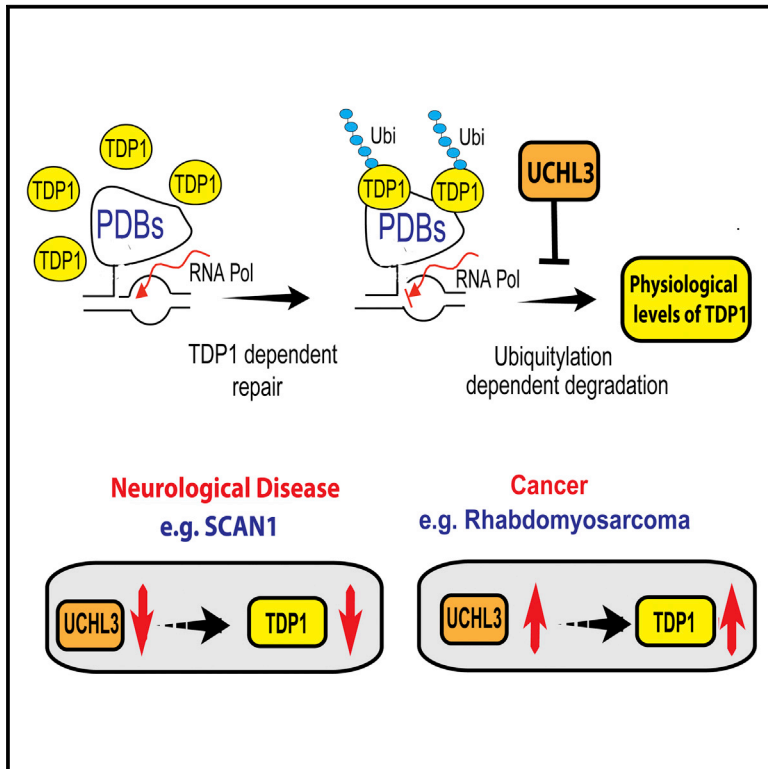 Ubi
Ubi
TDP1
TDP1
TDP1
TDP1
PDBs
RNA Pol
TDP1
TDP1
PDBs
RNA Pol
UCHL3
Physiological
levels of TDP1
TDP1 dependent
repair
Ubiquitylation
dependent degradation
Neurological Disease
e.g. SCAN1
Cancer
e.g. Rhabdomyosarcoma
UCHL3
TDP1
UCHL3
TDP1